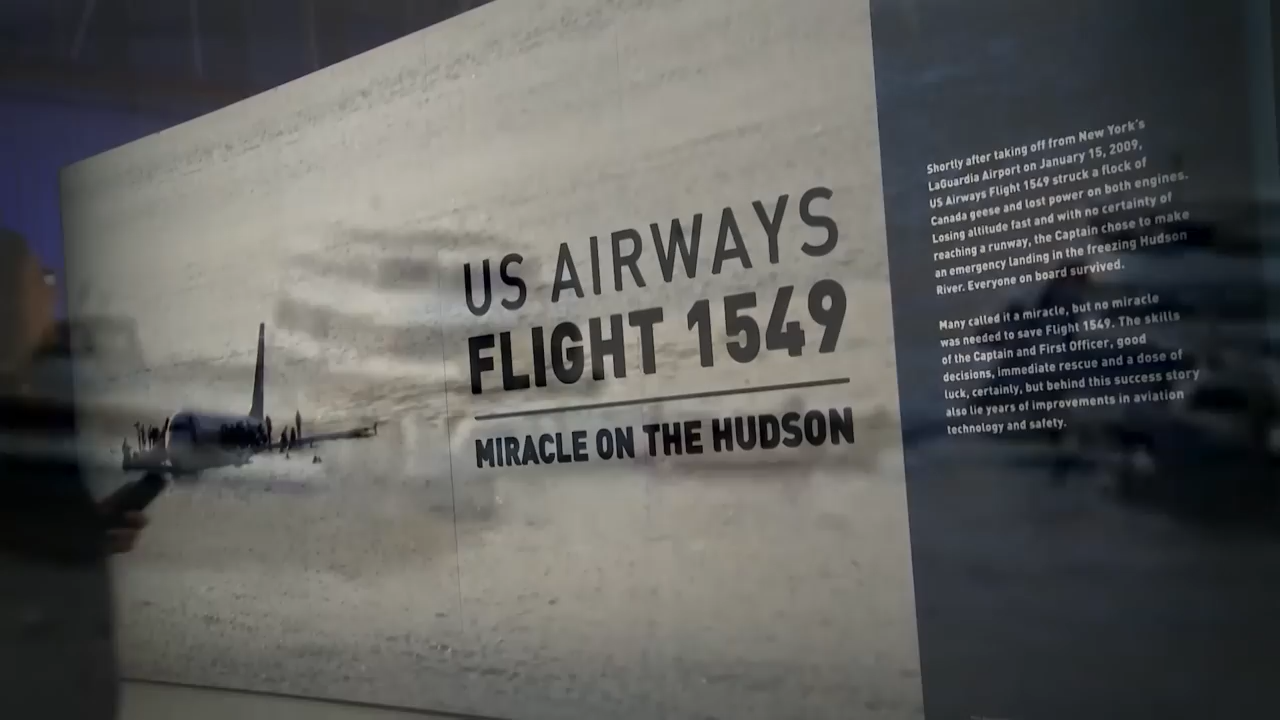 US AIRWAYS
FLIGHT 1549
MIRACLE ON THE HUDSON
Shortly after taking off from New York's
LaGuardia Airport on January 15, 2009,
US Airways Flight 1549 struck a flock of
Canada geese and lost power on both engines.
Losing altitude fast and with no certainty of
reaching a runway, the Captain chose to make
an emergency landing in the freezing Hudson
River. Everyone on board survived.
Many called it a miracle, but no miracle
was needed to save Flight 1549. The skills
of the Captain and First Officer, good
decisions, immediate rescue and a dose of
luck, certainly, but behind this success story
also lie years of improvements in aviation
technology and safety.